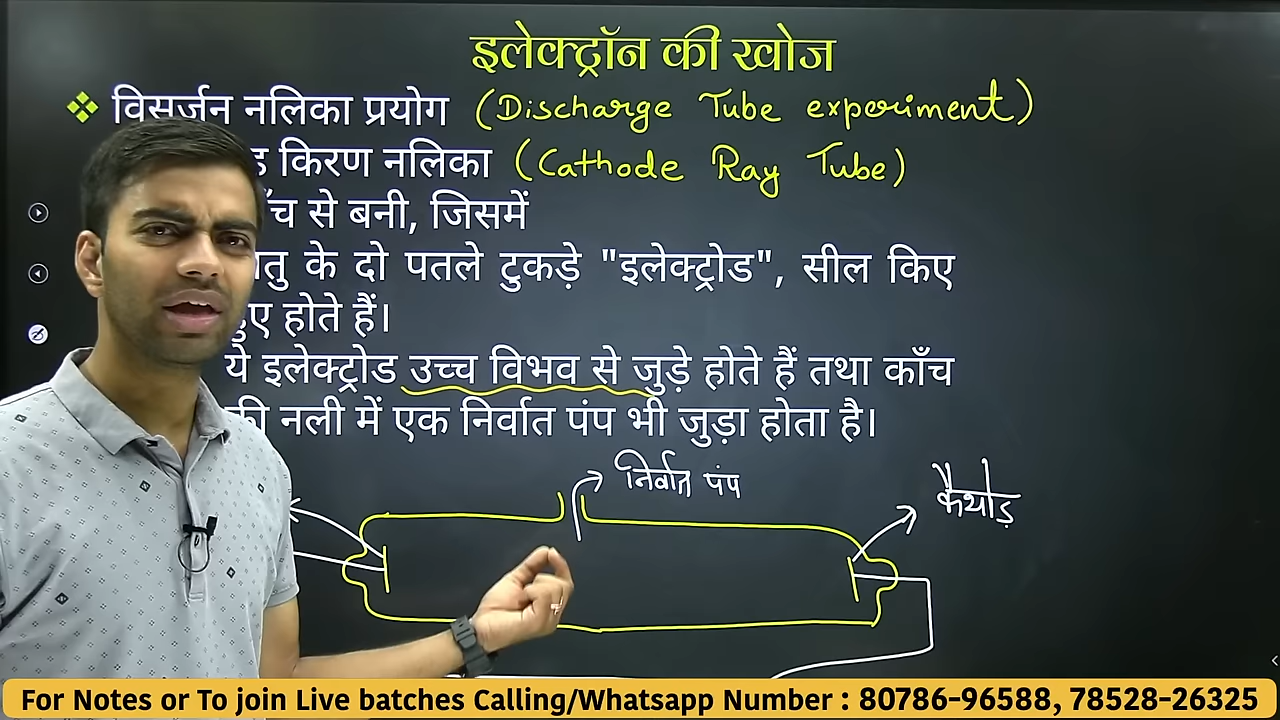 इलेक्ट्रॉन की खोज
विसर्जन नलिका प्रयोग (Discharge Tube experiment)
किरण नलिका (Cathode Ray Tube)
से बनी, जिसमें
के दो पतले टुकड़े "इलेक्ट्रोड", सील किए
होते हैं।
ये इलेक्ट्रोड उच्च विभव से जुड़े होते हैं तथा काँच
की नली में एक निर्वात पंप भी जुड़ा होता है।
निर्वात पंप
कैथोड़
For Notes or To join Live batches Calling/Whatsapp Number : 80786-96588, 78528-26325